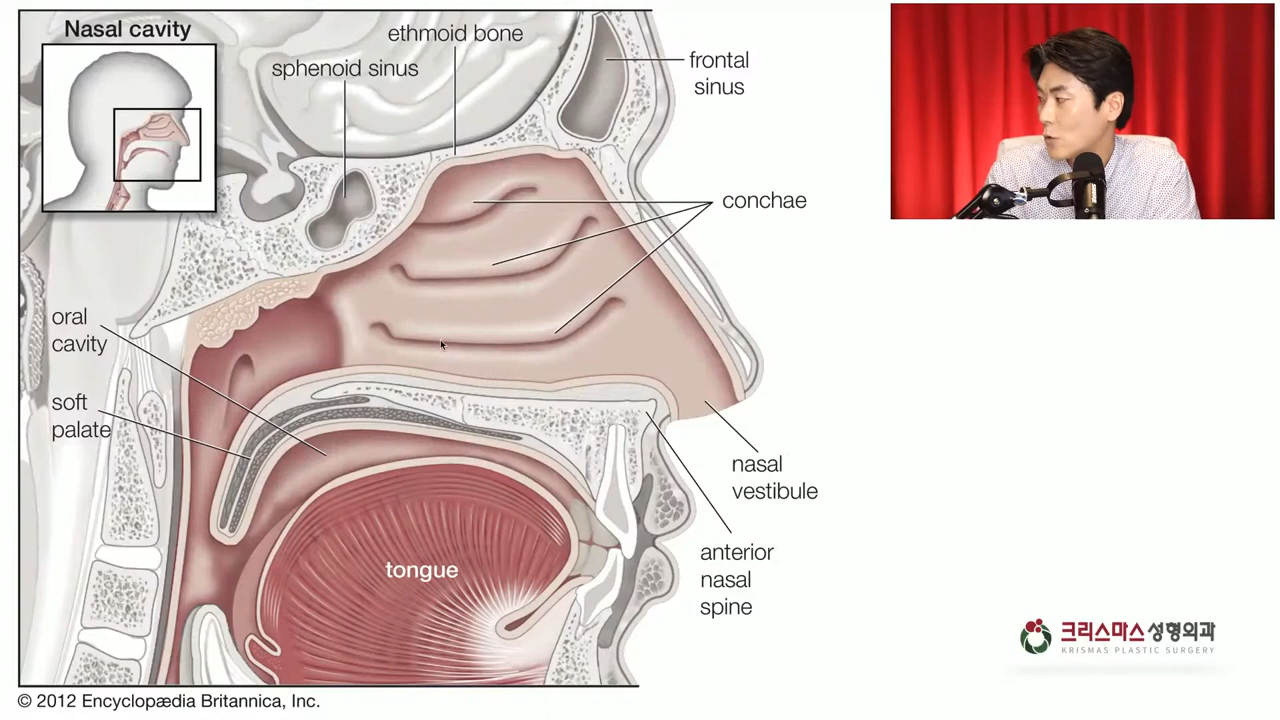 Nasal cavity
ethmoid bone
sphenoid sinus
frontal
sinus
conchae
oral
cavity
soft
palate
nasal
vestibule
anterior
nasal
spine
tongue
크리스마스 성형외과
KRISMAS PLASTIC SURGERY
© 2012 Encyclopædia Britannica, Inc.